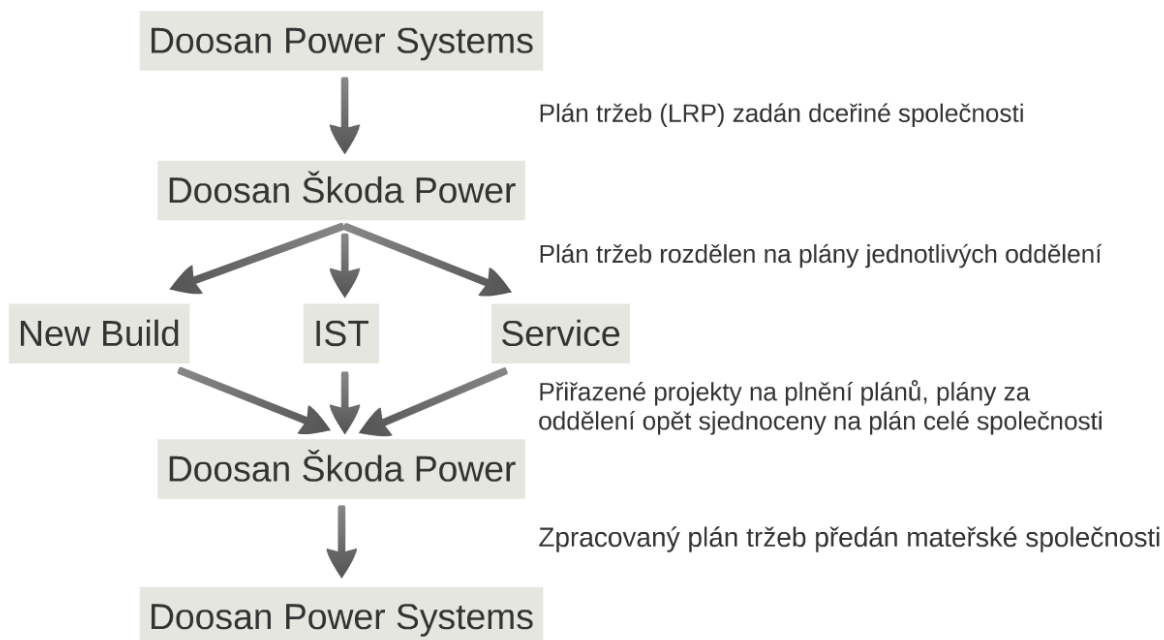 Doosan Power Systems
Plán tržeb (LRP) zadán dceřiné společnosti
Doosan Škoda Power
Plán tržeb rozdělen na plány jednotlivých oddělení
New Build
IST
Service
Přiřazené projekty na plnění plánů, plány za
oddělení opět sjednoceny na plán celé společnosti
Doosan Škoda Power
Zpracovaný plán tržeb předán mateřské společnosti
Doosan Power Systems